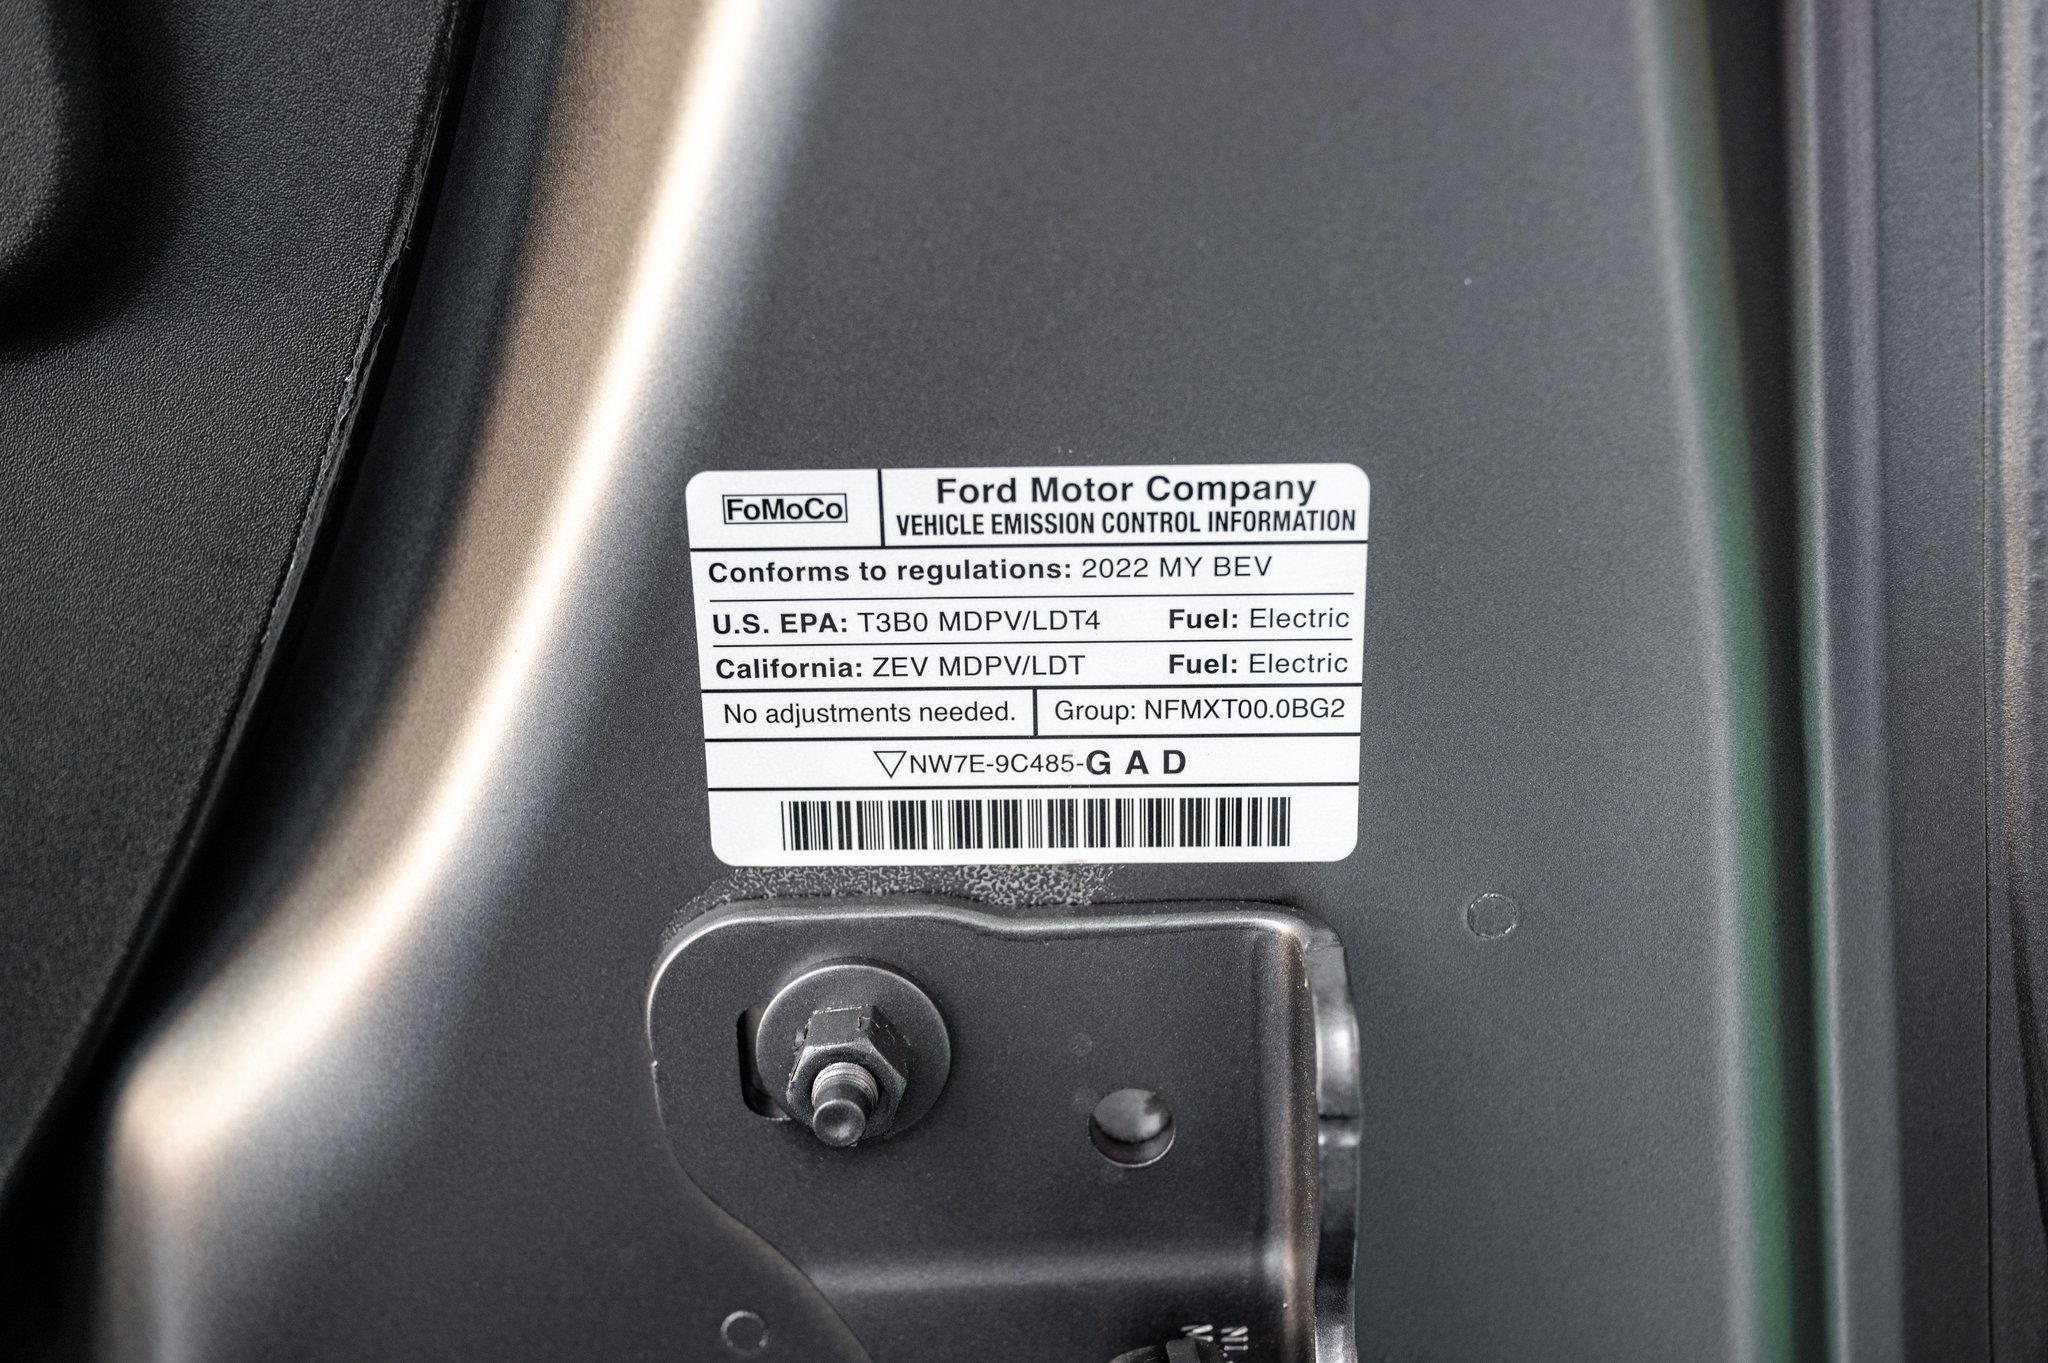 FoMoCo
Ford Motor Company
VEHICLE EMISSION CONTROL INFORMATION
Conforms to regulations: 2022 MY BEV
U.S. EPA: T3B0 MDPV/LDT4 Fuel: Electric
California: ZEV MDPV/LDT Fuel: Electric
No adjustments needed. Group: NFMXT00.0BG2
NW7E-9C485-G A D